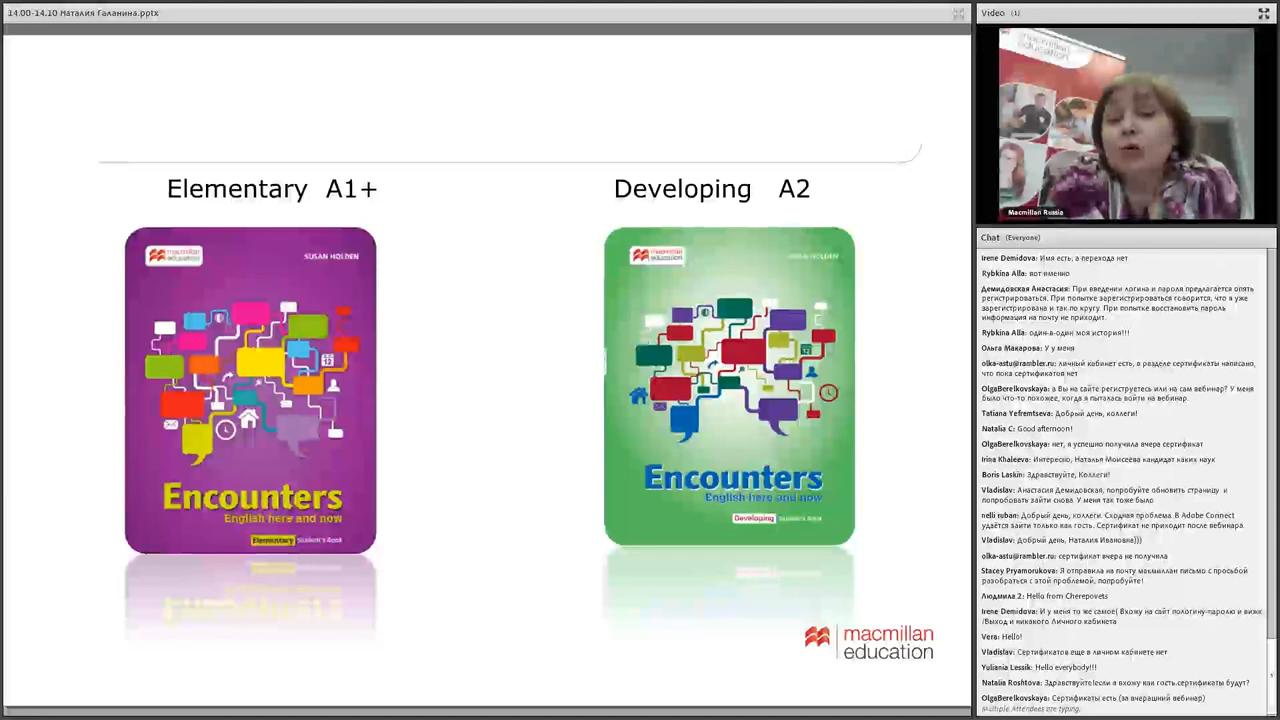 14.00-14.10 Наталия Галанина.pptx
Elementary A1+
Developing A2
macmillan
education
SUSAN HOLDEN
Encounters
English here and now
Elementary Student's Book
macmillan
education
SUSAN HOLDEN
Encounters
English here and now
Developing Student's Book
macmillan
education
Video (1)
macmillan
education
Macmillan Russia
Chat (Everyone)
Irene Demidova: Имя есть, а перехода нет
Rybkina Alla: вот именно
Демидовская Анастасия: При введении логина и пароля предлагается опять
регистрироваться. При попытке зарегистрироваться говорится, что я уже
зарегистрирована и так по кругу. При попытке восстановить пароль
информация на почту не приходит.
Rybkina Alla: один-в-один моя история!!!
Ольга Макарова: У у меня
olka-astu@rambler.ru: личный кабинет есть, в разделе сертификаты написано,
что пока сертификатов нет
OlgaBerelkovskaya: а Вы на сайте регистрируетесь или на сам вебинар? У меня
было что-то похожее, когда я пыталась войти на вебинар.
Tatiana Yefremtseva: Добрый день, коллеги!
Natalia C: Good afternoon!
OlgaBerelkovskaya: нет, я успешно получила вчера сертификат
Irina Khaleeva: Интересно, Наталья Моисеева кандидат каких наук
Boris Laskin: Здравствуйте, Коллеги!
Vladislav: Анастасия Демидовская, попробуйте обновить страницу и
попробовать зайти снова. У меня так тоже было
nelli ruban: Добрый день, коллеги. Сходная проблема. В Adobe Connect
удаётся зайти только как гость. Сертификат не приходит после вебинара.
Vladislav: Добрый день, Наталия Ивановна)))
olka-astu@rambler.ru: сертификат вчера не получила
Stacey Pryamorukova: Я отправила на почту макмиллан письмо с просьбой
разобраться с этой проблемой, попробуйте!
Людмила 2: Hello from Cherepovets
Irene Demidova: И у меня то же самое( Вхожу на сайт пологину-паролю и вижк
/Выход и никакого Личного кабинета
Vera: Hello!
Vladislav: Сертификатов еще в личном кабинете нет
Yuliania Lessik: Hello everybody!!!
Natalia Roshtova: Здравствуйте!если я вхожу как гость.сертификаты будут?
OlgaBerelkovskaya: Сертификаты есть (за вчерашний вебинар)
Multiple Attendees are typing.